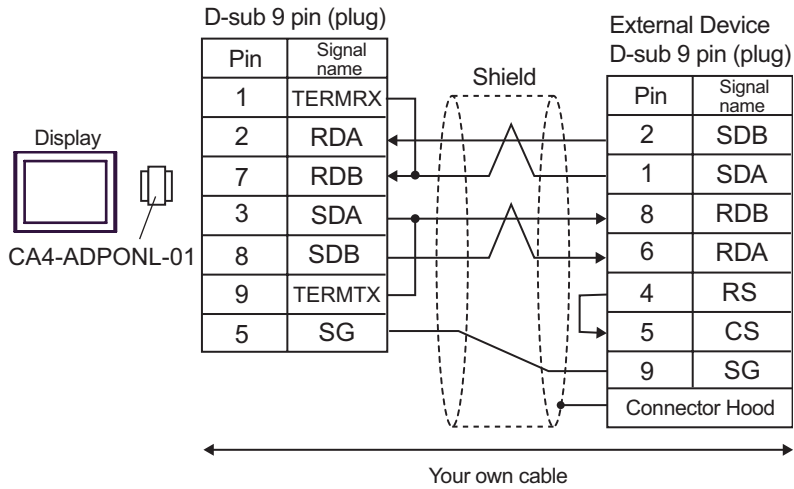 D-sub 9 pin (plug)
Pin Signal name
1 TERMRX
2 RDA
7 RDB
3 SDA
8 SDB
9 TERMTX
5 SG
Display
CA4-ADPONL-01
Shield
External Device
D-sub 9 pin (plug)
Pin Signal name
2 SDB
1 SDA
8 RDB
6 RDA
4 RS
5 CS
9 SG
Connector Hood
Your own cable